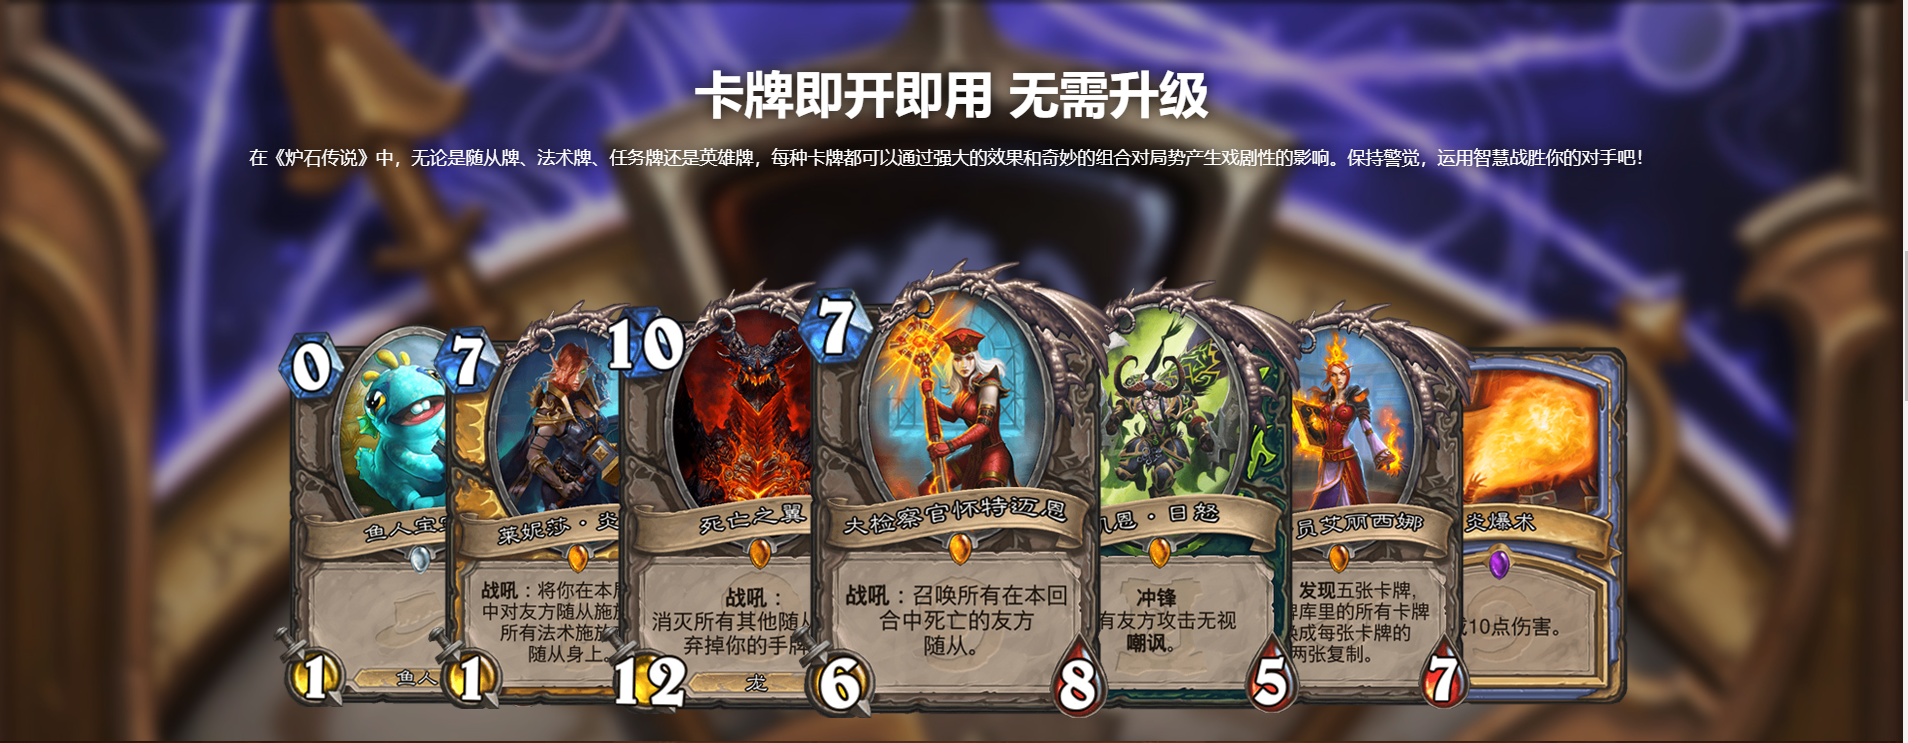 卡牌即开即用 无需升级
在《炉石传说》中，无论是随从牌、法术牌、任务牌还是英雄牌，每种卡牌都可以通过强大的效果和奇妙的组合对局势产生戏剧性的影响。保持警觉，运用智慧战胜你的对手吧！
0
鱼人宝
1
鱼人
7
莱妮莎·炎
战吼：将你在本
中对友方随从施
所有法术施放
随从身上。
1
10
死亡之翼
战吼：
消灭所有其他随
弃掉你的手牌
12
龙
7
大检察官怀特迈恩
战吼：召唤所有在本回
合中死亡的友方
随从。
6
8
恩·日怒
冲锋
有友方攻击无视
嘲讽。
5
员艾丽西娜
发现五张卡牌，
牌库里的所有卡牌
换成每张卡牌的
两张复制。
7
炎爆术
成10点伤害。